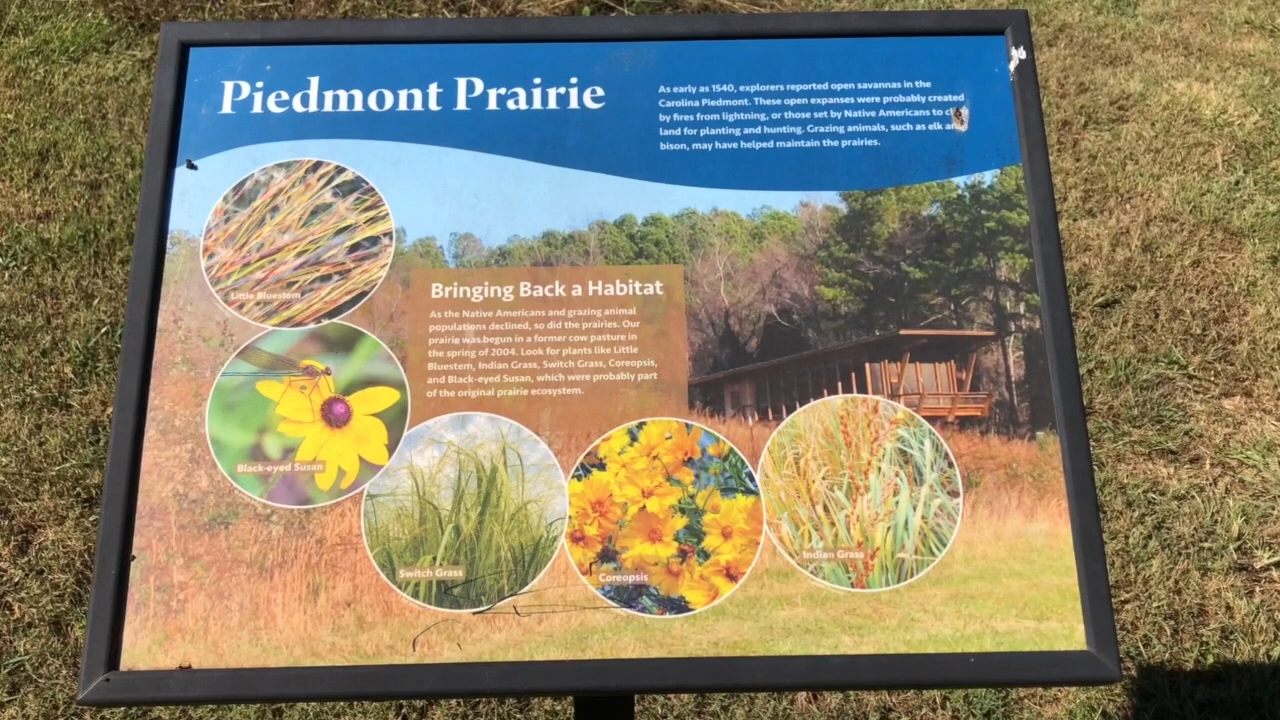 Piedmont Prairie
As early as 1540, explorers reported open savannas in the
Carolina Piedmont. These open expanses were probably created
by fires from lightning, or those set by Native Americans to
land for planting and hunting. Grazing animals, such as elk
bison, may have helped maintain the prairies.
Little Bluestem
Bringing Back a Habitat
As the Native Americans and grazing animal
populations declined, so did the prairies. Our
prairie was begun in a former cow pasture in
the spring of 2004. Look for plants like Little
Bluestem, Indian Grass, Switch Grass, Coreopsis,
and Black-eyed Susan, which were probably part
of the original prairie ecosystem.
Black-eyed Susan
Switch Grass
Coreopsis
Indian Grass